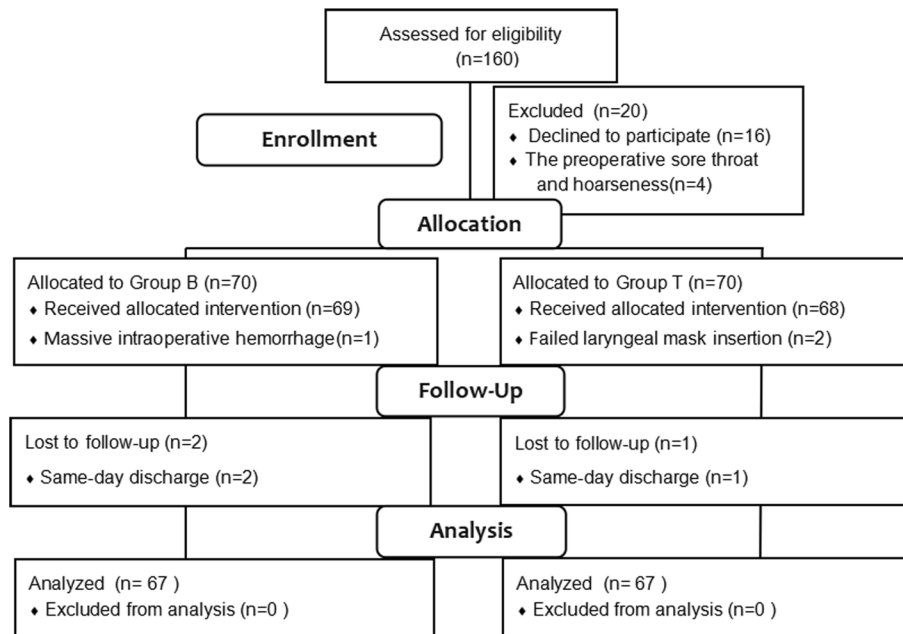 Assessed for eligibility
(n=160)
Enrollment
Excluded (n=20)
♦ Declined to participate (n=16)
♦ The preoperative sore throat
and hoarseness(n=4)
Allocation
Allocated to Group B (n=70)
♦ Received allocated intervention (n=69)
♦ Massive intraoperative hemorrhage(n=1)
Allocated to Group T (n=70)
♦ Received allocated intervention (n=68)
♦ Failed laryngeal mask insertion (n=2)
Follow-Up
Lost to follow-up (n=2)
♦ Same-day discharge (n=2)
Lost to follow-up (n=1)
♦ Same-day discharge (n=1)
Analysis
Analyzed (n= 67 )
♦ Excluded from analysis (n=0 )
Analyzed (n= 67 )
♦ Excluded from analysis (n=0 )